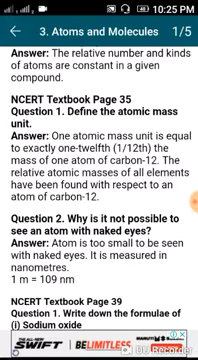 10:25 PM
3. Atoms and Molecules
1/5
Answer: The relative number and kinds
of atoms are constant in a given
compound.
NCERT Textbook Page 35
Question 1. Define the atomic mass
unit.
Answer: One atomic mass unit is equal
to exactly one-twelfth (1/12th) the
mass of one atom of carbon-12. The
relative atomic masses of all elements
have been found with respect to an
atom of carbon-12.
Question 2. Why is it not possible to
see an atom with naked eyes?
Answer: Atom is too small to be seen
with naked eyes. It is measured in
nanometres.
1 m = 109 nm
NCERT Textbook Page 39
Question 1. Write down the formulae of
(i) Sodium oxide
THE ALL NEW
SWIFT
BE LIMITLESS